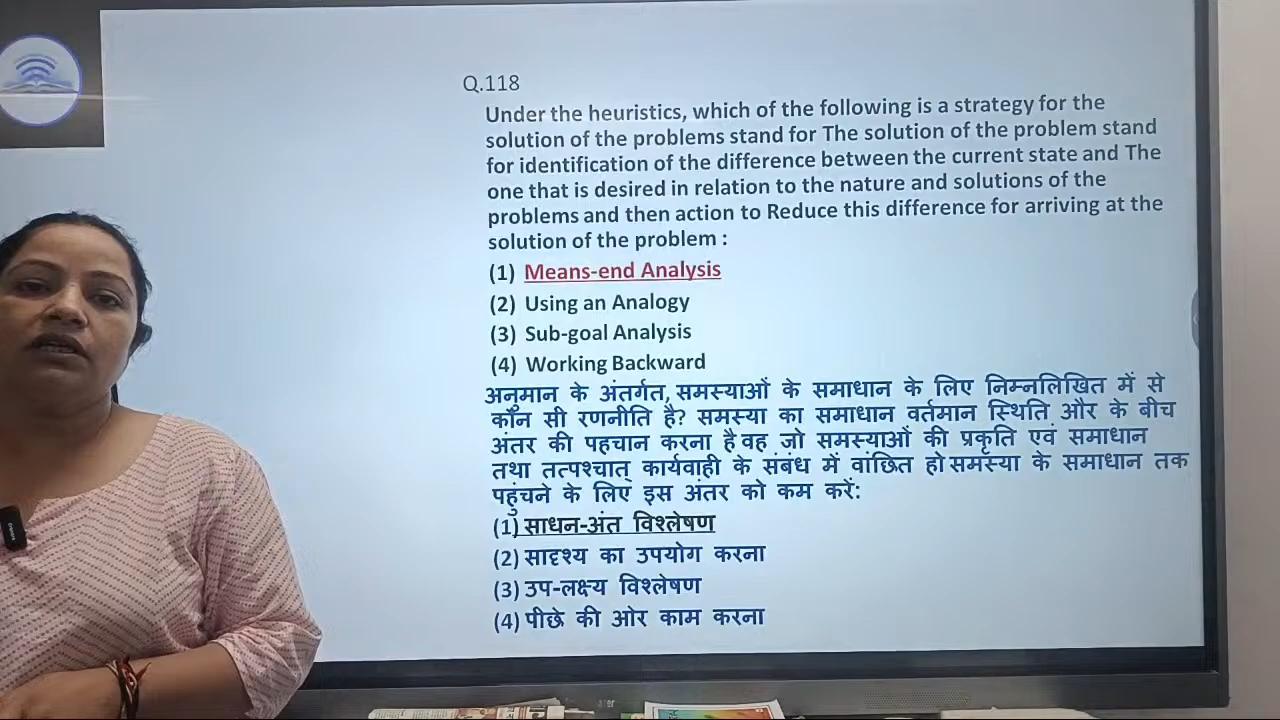 Q.118
Under the heuristics, which of the following is a strategy for the
solution of the problems stand for The solution of the problem stand
for identification of the difference between the current state and The
one that is desired in relation to the nature and solutions of the
problems and then action to Reduce this difference for arriving at the
solution of the problem :
(1) Means-end Analysis
(2) Using an Analogy
(3) Sub-goal Analysis
(4) Working Backward
अनुमान के अंतर्गत, समस्याओं के समाधान के लिए निम्नलिखित में से
कौन सी रणनीति है? समस्या का समाधान वर्तमान स्थिति और के बीच
अंतर की पहचान करना है वह जो समस्याओं की प्रकृति एवं समाधान
तथा तत्पश्चात् कार्यवाही के संबंध में वांछित हो समस्या के समाधान तक
पहुंचने के लिए इस अंतर को कम करें:
(1) साधन-अंत विश्लेषण
(2) सादृश्य का उपयोग करना
(3) उप-लक्ष्य विश्लेषण
(4) पीछे की ओर काम करना